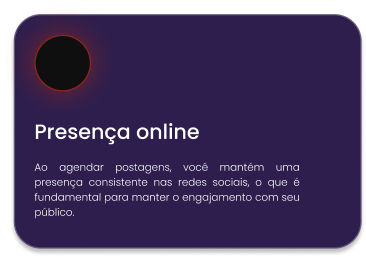 Presença online
Ao agendar postagens, você mantém uma
presença consistente nas redes sociais, o que é
fundamental para manter o engajamento com seu
público.